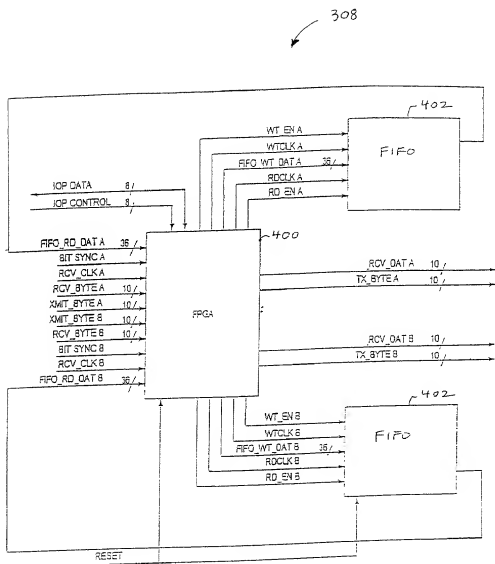 308
402
FIFO
WT_EN A
WTCLK A
FIFO_WT_DAT A 36
RDCLK A
RD_EN A
IOP DATA 8
IOP CONTROL 8
400
FIFO_RD_DAT A 36
BIT SYNC A
RCV_CLK A
RCV_BYTE A 10
XMIT_BYTE A 10
XMIT_BYTE B 10
RCV_BYTE B 10
BIT SYNC B
RCV_CLK B
FIFO_RD_DAT B 36
FPGA
RCV_DAT A 10
TX_BYTE A 10
RCV_DAT B 10
TX_BYTE B 10
402
FIFO
WT_EN B
WTCLK B
FIFO_WT_DAT B 36
RDCLK B
RD_EN B
RESET